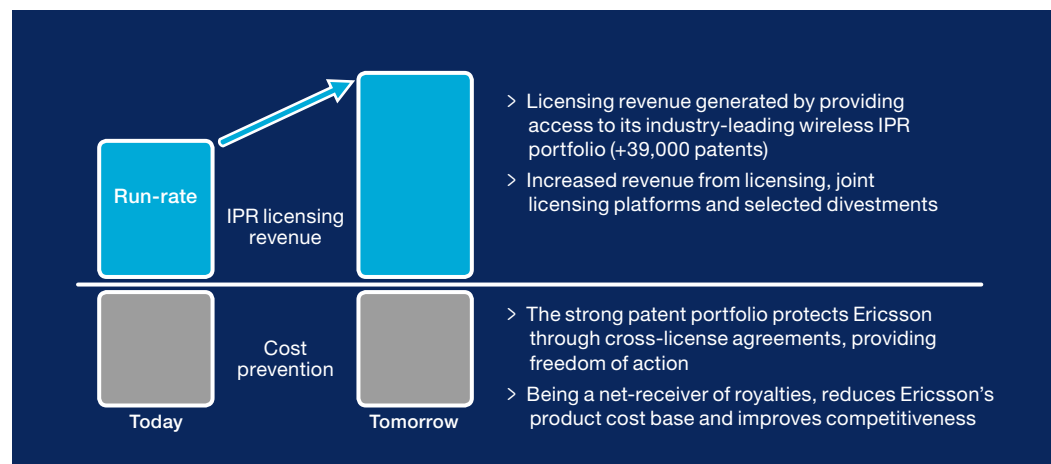 Run-rate
IPR licensing
revenue
> Licensing revenue generated by providing
access to its industry-leading wireless IPR
portfolio (+39,000 patents)
> Increased revenue from licensing, joint
licensing platforms and selected divestments
Cost
prevention
> The strong patent portfolio protects Ericsson
through cross-license agreements, providing
freedom of action
> Being a net-receiver of royalties, reduces Ericsson's
product cost base and improves competitiveness
Today
Tomorrow